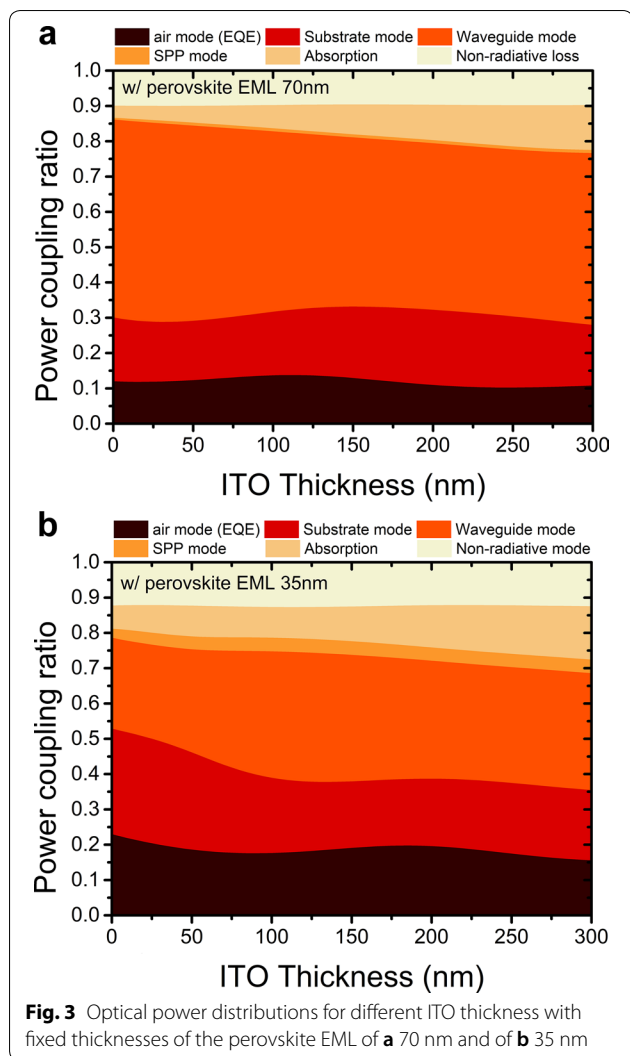 a
air mode (EQE) Substrate mode Waveguide mode
SPP mode Absorption Non-radiative loss
w/ perovskite EML 70nm
Power coupling ratio
1.0
0.9
0.8
0.7
0.6
0.5
0.4
0.3
0.2
0.1
0.0
0 50 100 150 200 250 300
ITO Thickness (nm)
b
air mode (EQE) Substrate mode Waveguide mode
SPP mode Absorption Non-radiative mode
w/ perovskite EML 35nm
Power coupling ratio
1.0
0.9
0.8
0.7
0.6
0.5
0.4
0.3
0.2
0.1
0.0
0 50 100 150 200 250 300
ITO Thickness (nm)
Fig. 3 Optical power distributions for different ITO thickness with
fixed thicknesses of the perovskite EML of a 70 nm and of b 35 nm